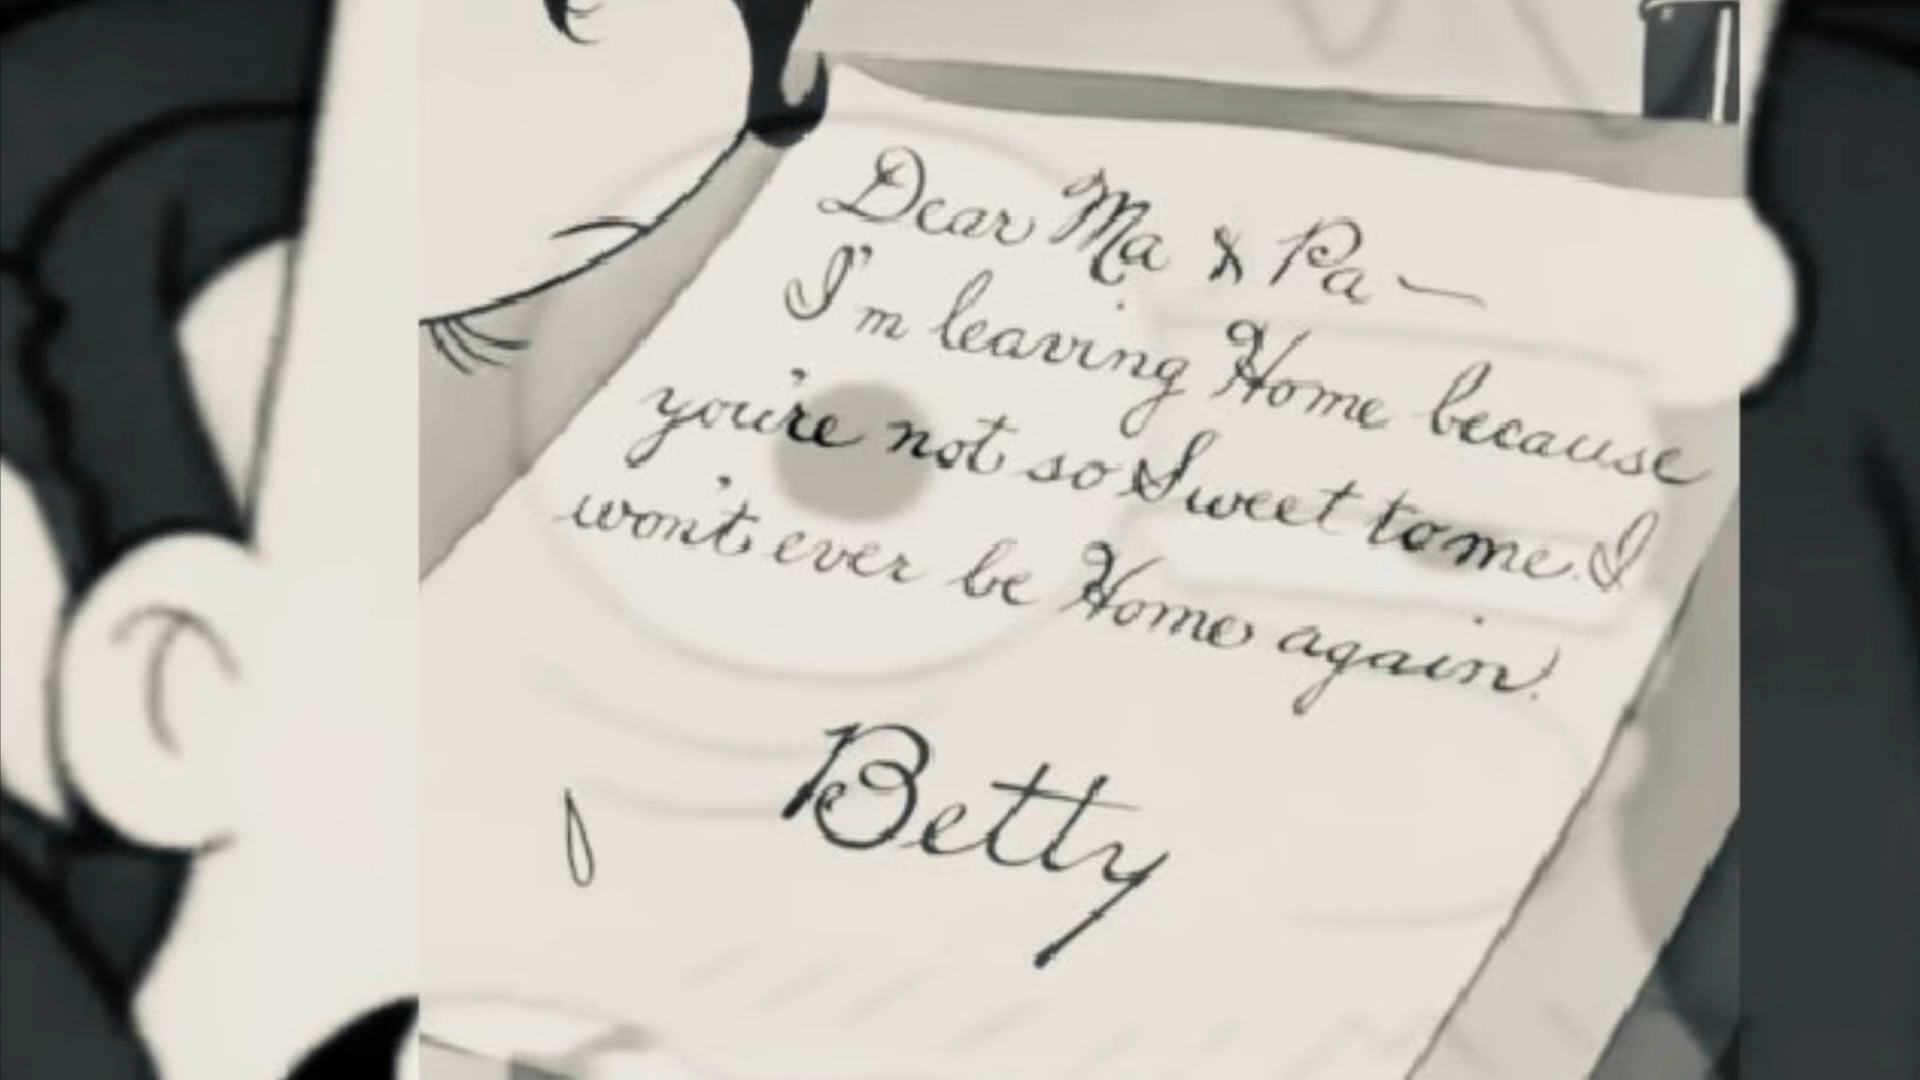 Dear Ma & Pa —
I'm leaving Home because
you're not so Sweet to me. I
won't ever be Home again.
Betty